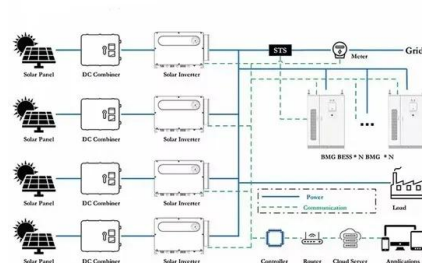 STS
Meter
Grid
Solar Panel DC Combiner Solar Inverter
Solar Panel DC Combiner Solar Inverter
BMG BESS * N BMG * N
Solar Panel DC Combiner Solar Inverter
Power
Communication
Load
Solar Panel DC Combiner Solar Inverter
Controller Router Cloud Server Applications